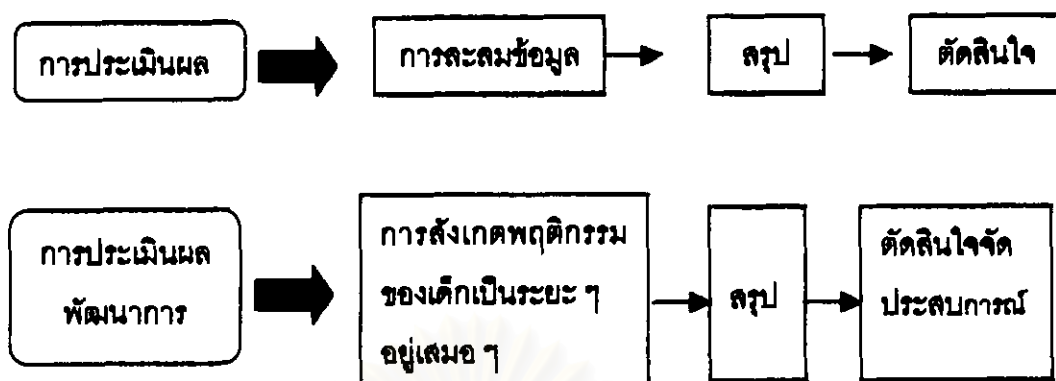 การประเมินผล
การสะสมข้อมูล
สรุป
ตัดสินใจ
การประเมินผล
พัฒนาการ
การสังเกตพฤติกรรม
ของเด็กเป็นระยะ ๆ
อยู่เสมอ ๆ
สรุป
ตัดสินใจจัด
ประสบการณ์